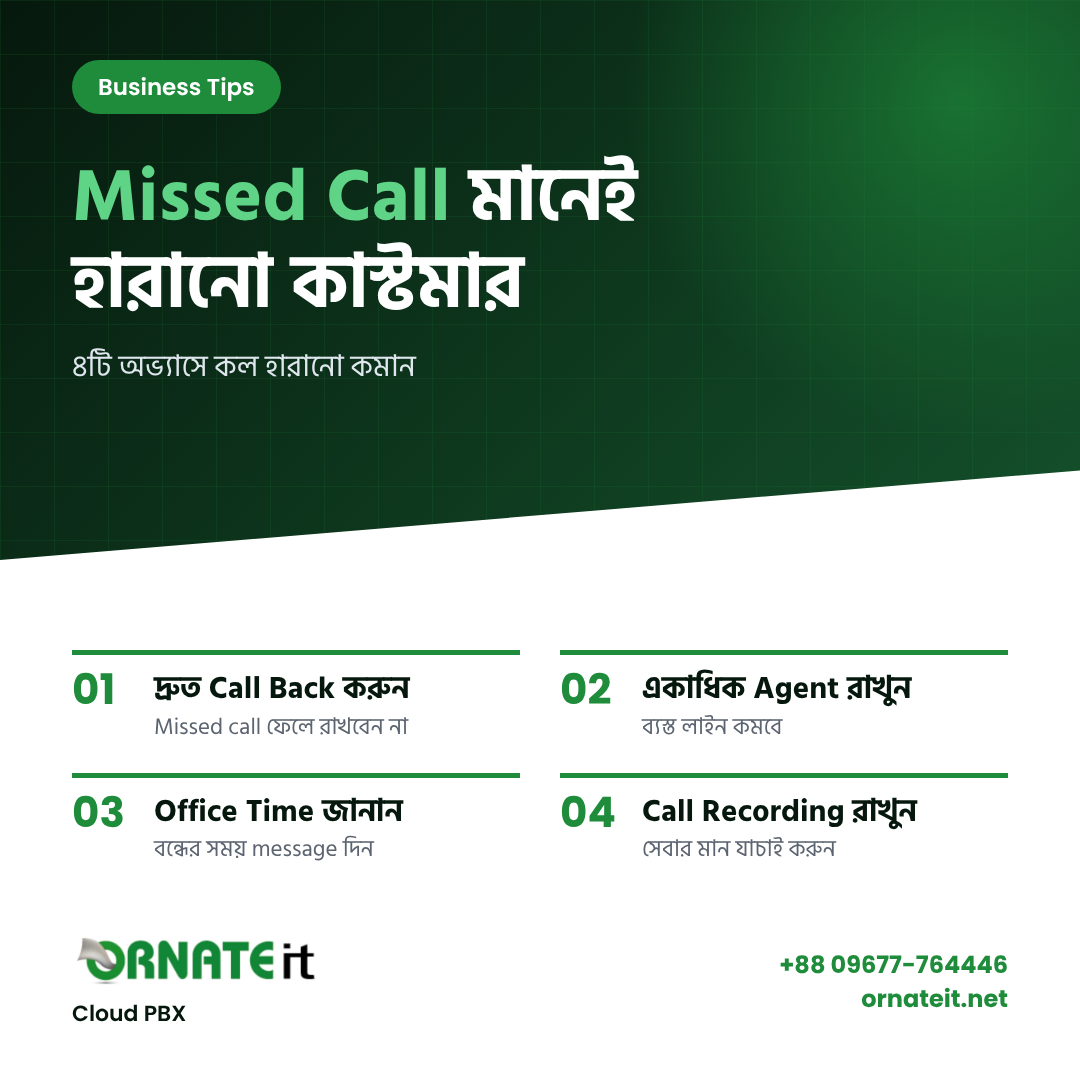 Business Tips
Missed Call মানেই
হারানো কাস্টমার
৪টি অভ্যাসে কল হারানো কমান
01 দ্রুত Call Back করুন
Missed call ফেলে রাখবেন না
02 একাধিক Agent রাখুন
ব্যস্ত লাইন কমবে
03 Office Time জানান
বন্ধের সময় message দিন
04 Call Recording রাখুন
সেবার মান যাচাই করুন
ORNATE it
Cloud PBX
+88 09677-764446
ornateit.net